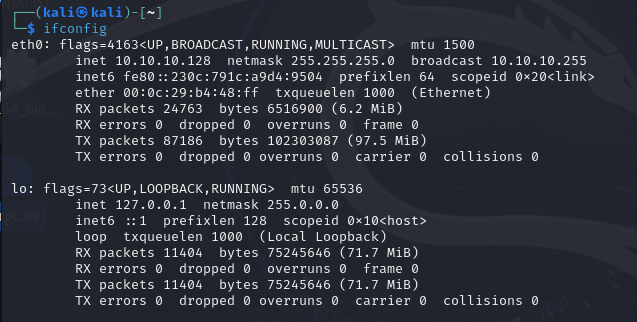 (kali㉿kali)-[~]
$ ifconfig
eth0: flags=4163<UP,BROADCAST,RUNNING,MULTICAST>  mtu 1500
inet 10.10.10.128  netmask 255.255.255.0  broadcast 10.10.10.255
inet6 fe80::230c:791c:a9d4:9504  prefixlen 64  scopeid 0×20<link>
ether 00:0c:29:b4:48:ff  txqueuelen 1000  (Ethernet)
RX packets 24763  bytes 6516900 (6.2 MiB)
RX errors 0  dropped 0  overruns 0  frame 0
TX packets 87186  bytes 102303087 (97.5 MiB)
TX errors 0  dropped 0 overruns 0  carrier 0  collisions 0
lo: flags=73<UP,LOOPBACK,RUNNING>  mtu 65536
inet 127.0.0.1  netmask 255.0.0.0
inet6 ::1  prefixlen 128  scopeid 0×10<host>
loop  txqueuelen 1000  (Local Loopback)
RX packets 11404  bytes 75245646 (71.7 MiB)
RX errors 0  dropped 0  overruns 0  frame 0
TX packets 11404  bytes 75245646 (71.7 MiB)
TX errors 0  dropped 0 overruns 0  carrier 0  collisions 0